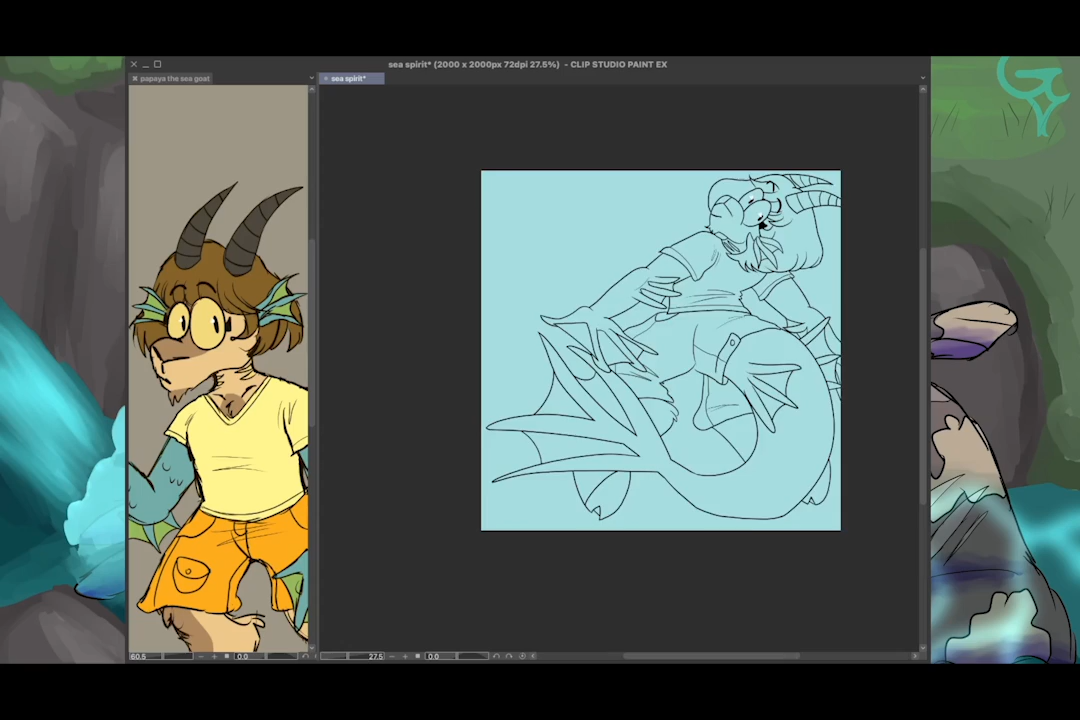 sea spirit* (2000 x 2000px 72dpi 27.5%) - CLIP STUDIO PAINT EX
papaya the sea goat
sea spirit*
60.5
0.0
27.5
0.0